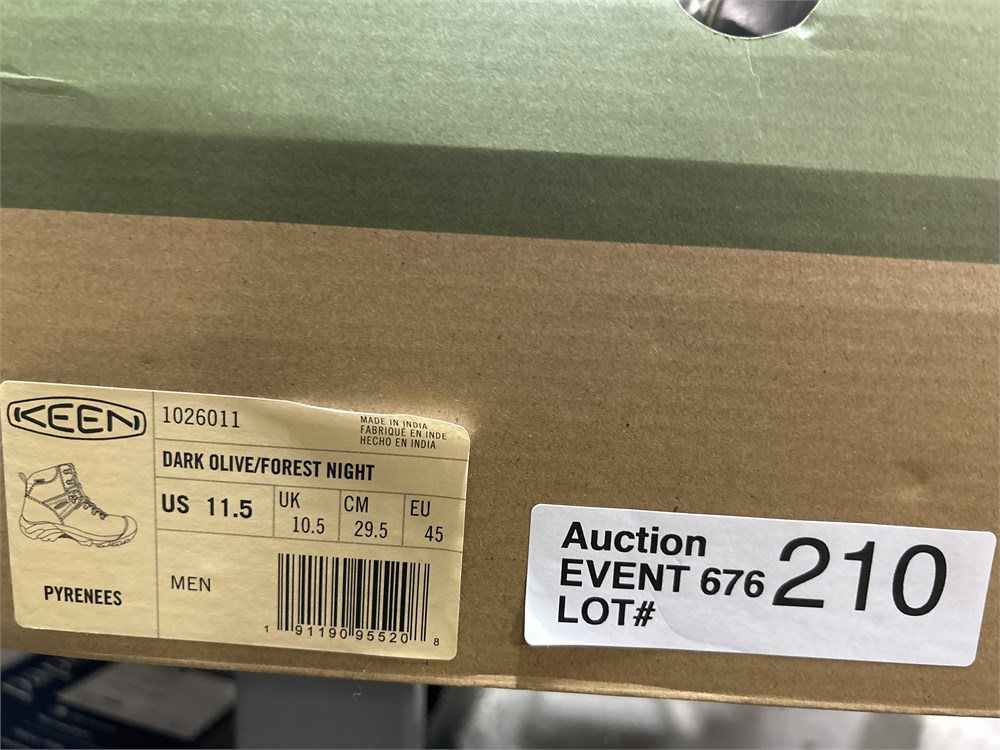 KEEN
1026011
MADE IN INDIA
FABRIQUÉ EN INDE
HECHO EN INDIA
DARK OLIVE/FOREST NIGHT
US 11.5
UK
10.5
CM
29.5
EU
45
PYRENEES
MEN
1 91190 95520 8
Auction
EVENT 676
LOT#
210